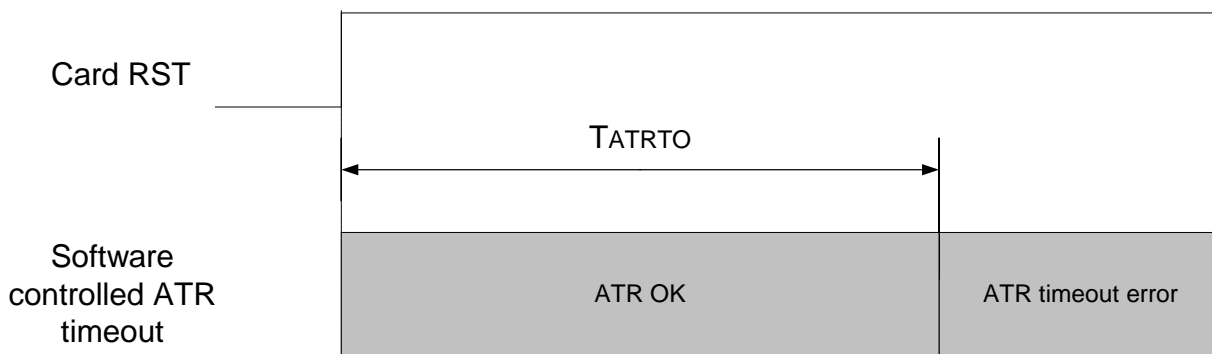 Card RST
TATRTO
Software
controlled ATR
timeout
ATR OK
ATR timeout error